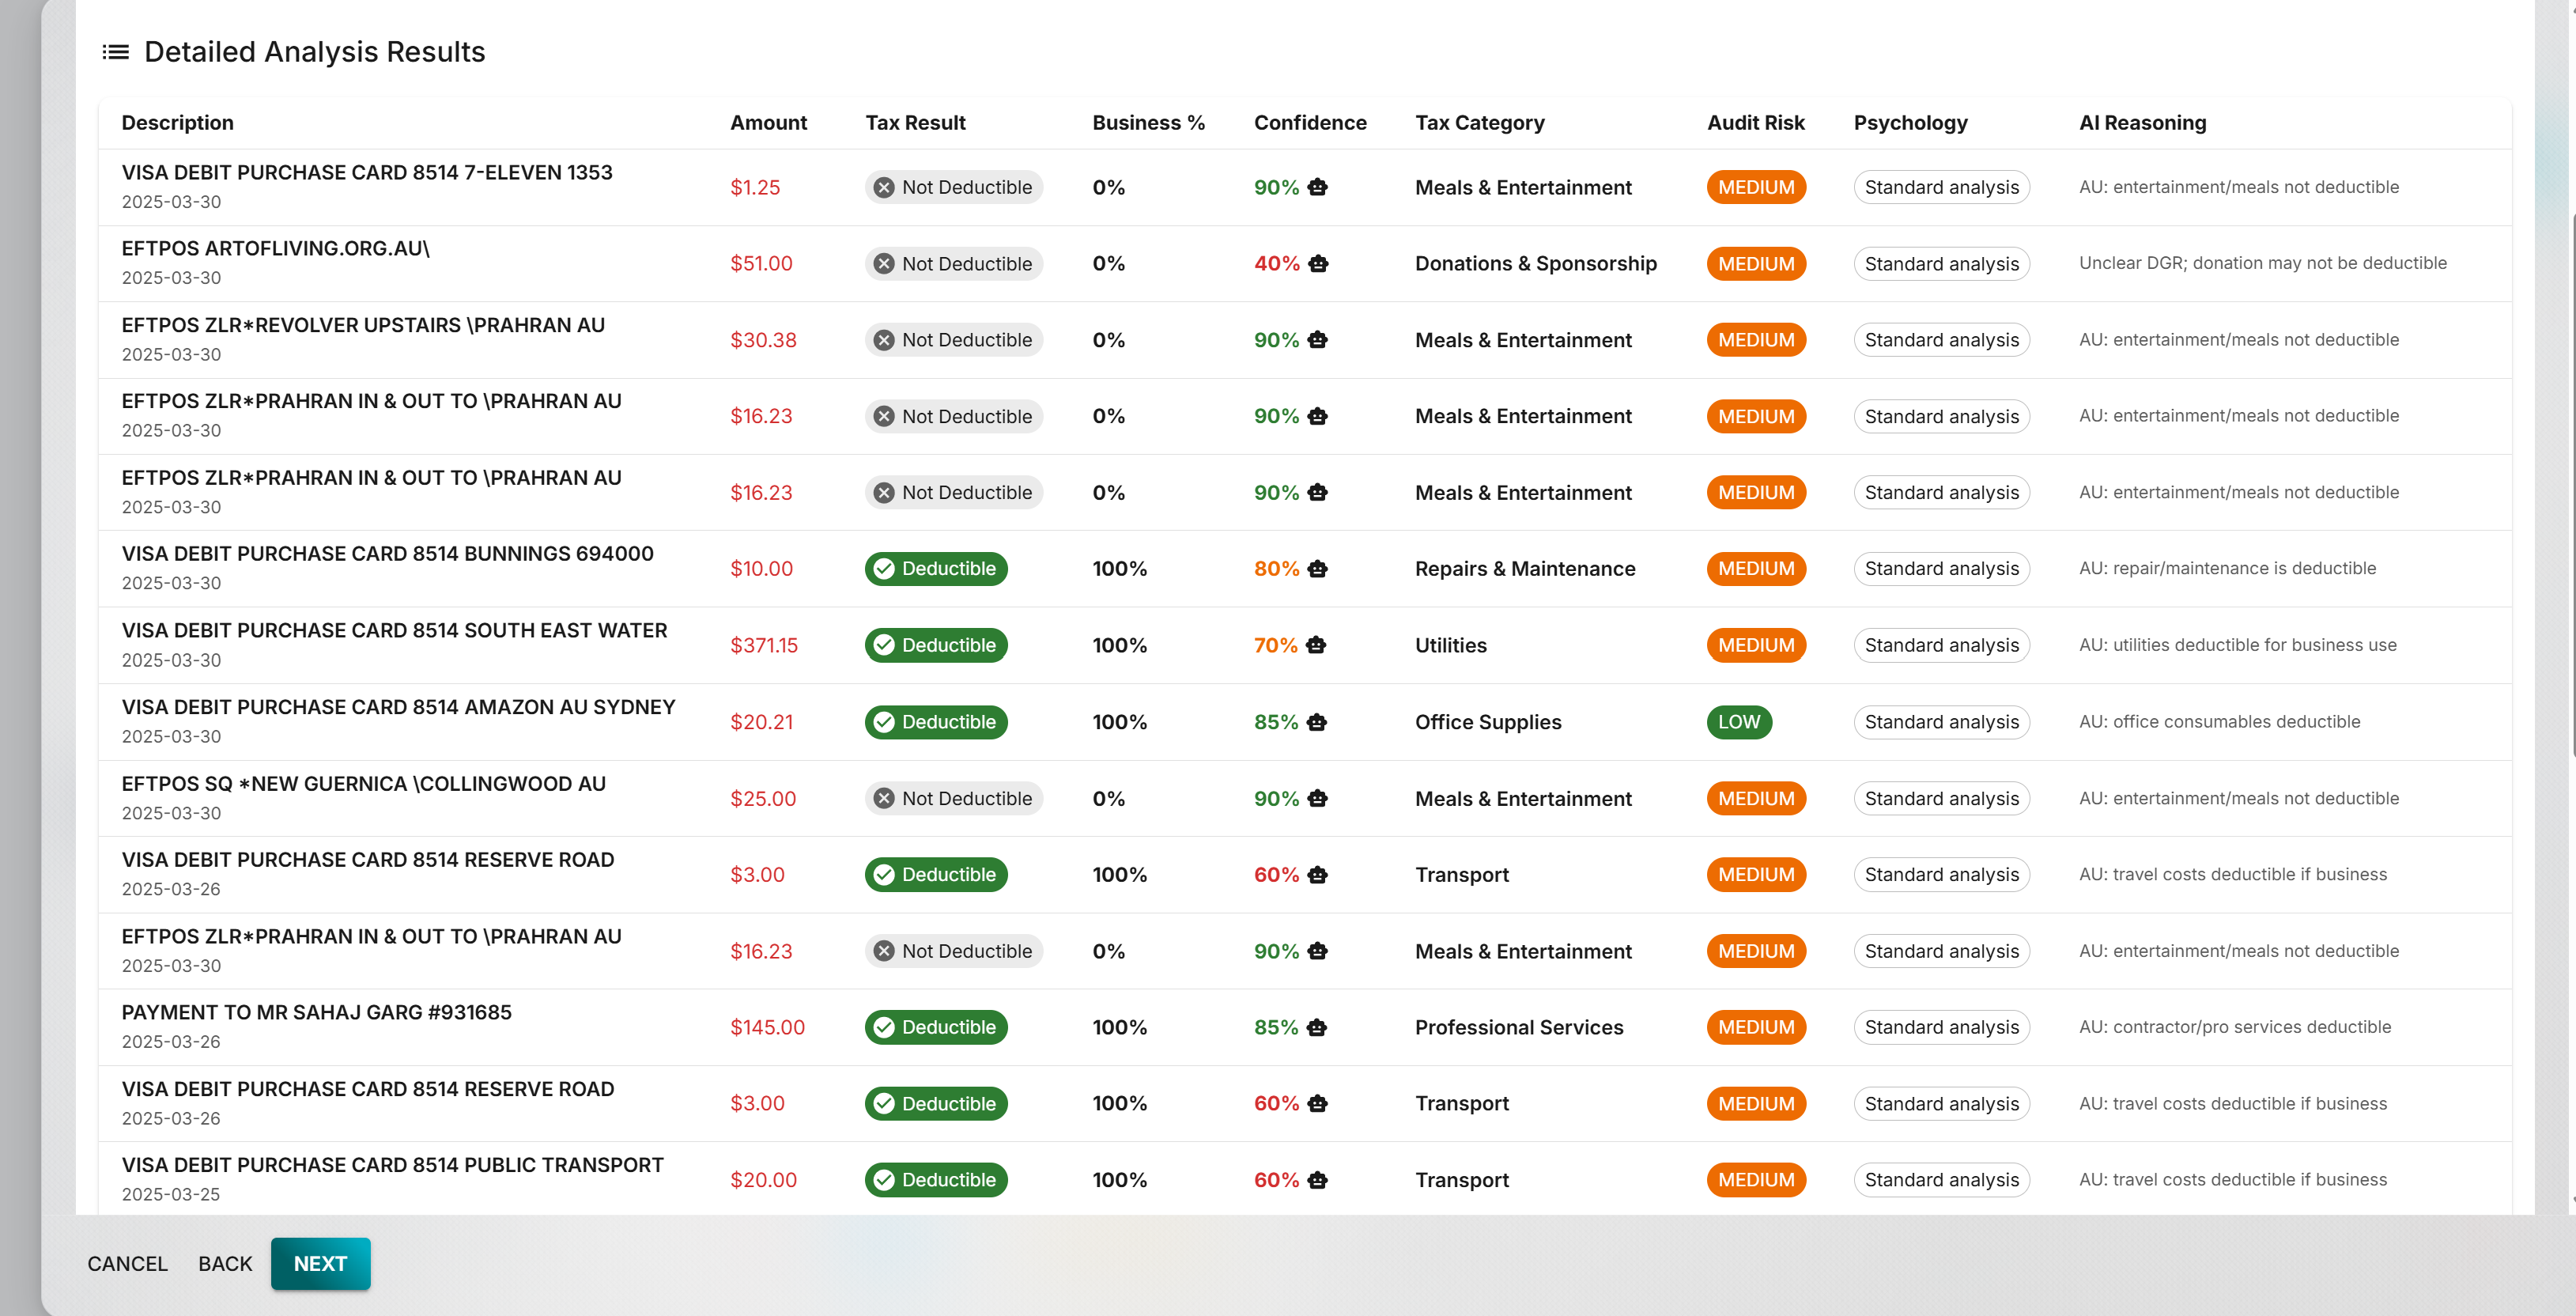 Detailed Analysis Results
Description Amount Tax Result Business % Confidence Tax Category Audit Risk Psychology AI Reasoning
VISA DEBIT PURCHASE CARD 8514 7-ELEVEN 1353
2025-03-30
$1.25 Not Deductible 0% 90% Meals & Entertainment MEDIUM Standard analysis AU: entertainment/meals not deductible
EFTPOS ARTOFLIVING.ORG.AU\
2025-03-30
$51.00 Not Deductible 0% 40% Donations & Sponsorship MEDIUM Standard analysis Unclear DGR; donation may not be deductible
EFTPOS ZLR*REVOLVER UPSTAIRS \PRAHRAN AU
2025-03-30
$30.38 Not Deductible 0% 90% Meals & Entertainment MEDIUM Standard analysis AU: entertainment/meals not deductible
EFTPOS ZLR*PRAHRAN IN & OUT TO \PRAHRAN AU
2025-03-30
$16.23 Not Deductible 0% 90% Meals & Entertainment MEDIUM Standard analysis AU: entertainment/meals not deductible
EFTPOS ZLR*PRAHRAN IN & OUT TO \PRAHRAN AU
2025-03-30
$16.23 Not Deductible 0% 90% Meals & Entertainment MEDIUM Standard analysis AU: entertainment/meals not deductible
VISA DEBIT PURCHASE CARD 8514 BUNNINGS 694000
2025-03-30
$10.00 Deductible 100% 80% Repairs & Maintenance MEDIUM Standard analysis AU: repair/maintenance is deductible
VISA DEBIT PURCHASE CARD 8514 SOUTH EAST WATER
2025-03-30
$371.15 Deductible 100% 70% Utilities MEDIUM Standard analysis AU: utilities deductible for business use
VISA DEBIT PURCHASE CARD 8514 AMAZON AU SYDNEY
2025-03-30
$20.21 Deductible 100% 85% Office Supplies LOW Standard analysis AU: office consumables deductible
EFTPOS SQ *NEW GUERNICA \COLLINGWOOD AU
2025-03-30
$25.00 Not Deductible 0% 90% Meals & Entertainment MEDIUM Standard analysis AU: entertainment/meals not deductible
VISA DEBIT PURCHASE CARD 8514 RESERVE ROAD
2025-03-26
$3.00 Deductible 100% 60% Transport MEDIUM Standard analysis AU: travel costs deductible if business
EFTPOS ZLR*PRAHRAN IN & OUT TO \PRAHRAN AU
2025-03-30
$16.23 Not Deductible 0% 90% Meals & Entertainment MEDIUM Standard analysis AU: entertainment/meals not deductible
PAYMENT TO MR SAHAJ GARG #931685
2025-03-26
$145.00 Deductible 100% 85% Professional Services MEDIUM Standard analysis AU: contractor/pro services deductible
VISA DEBIT PURCHASE CARD 8514 RESERVE ROAD
2025-03-26
$3.00 Deductible 100% 60% Transport MEDIUM Standard analysis AU: travel costs deductible if business
VISA DEBIT PURCHASE CARD 8514 PUBLIC TRANSPORT
2025-03-25
$20.00 Deductible 100% 60% Transport MEDIUM Standard analysis AU: travel costs deductible if business
CANCEL BACK NEXT